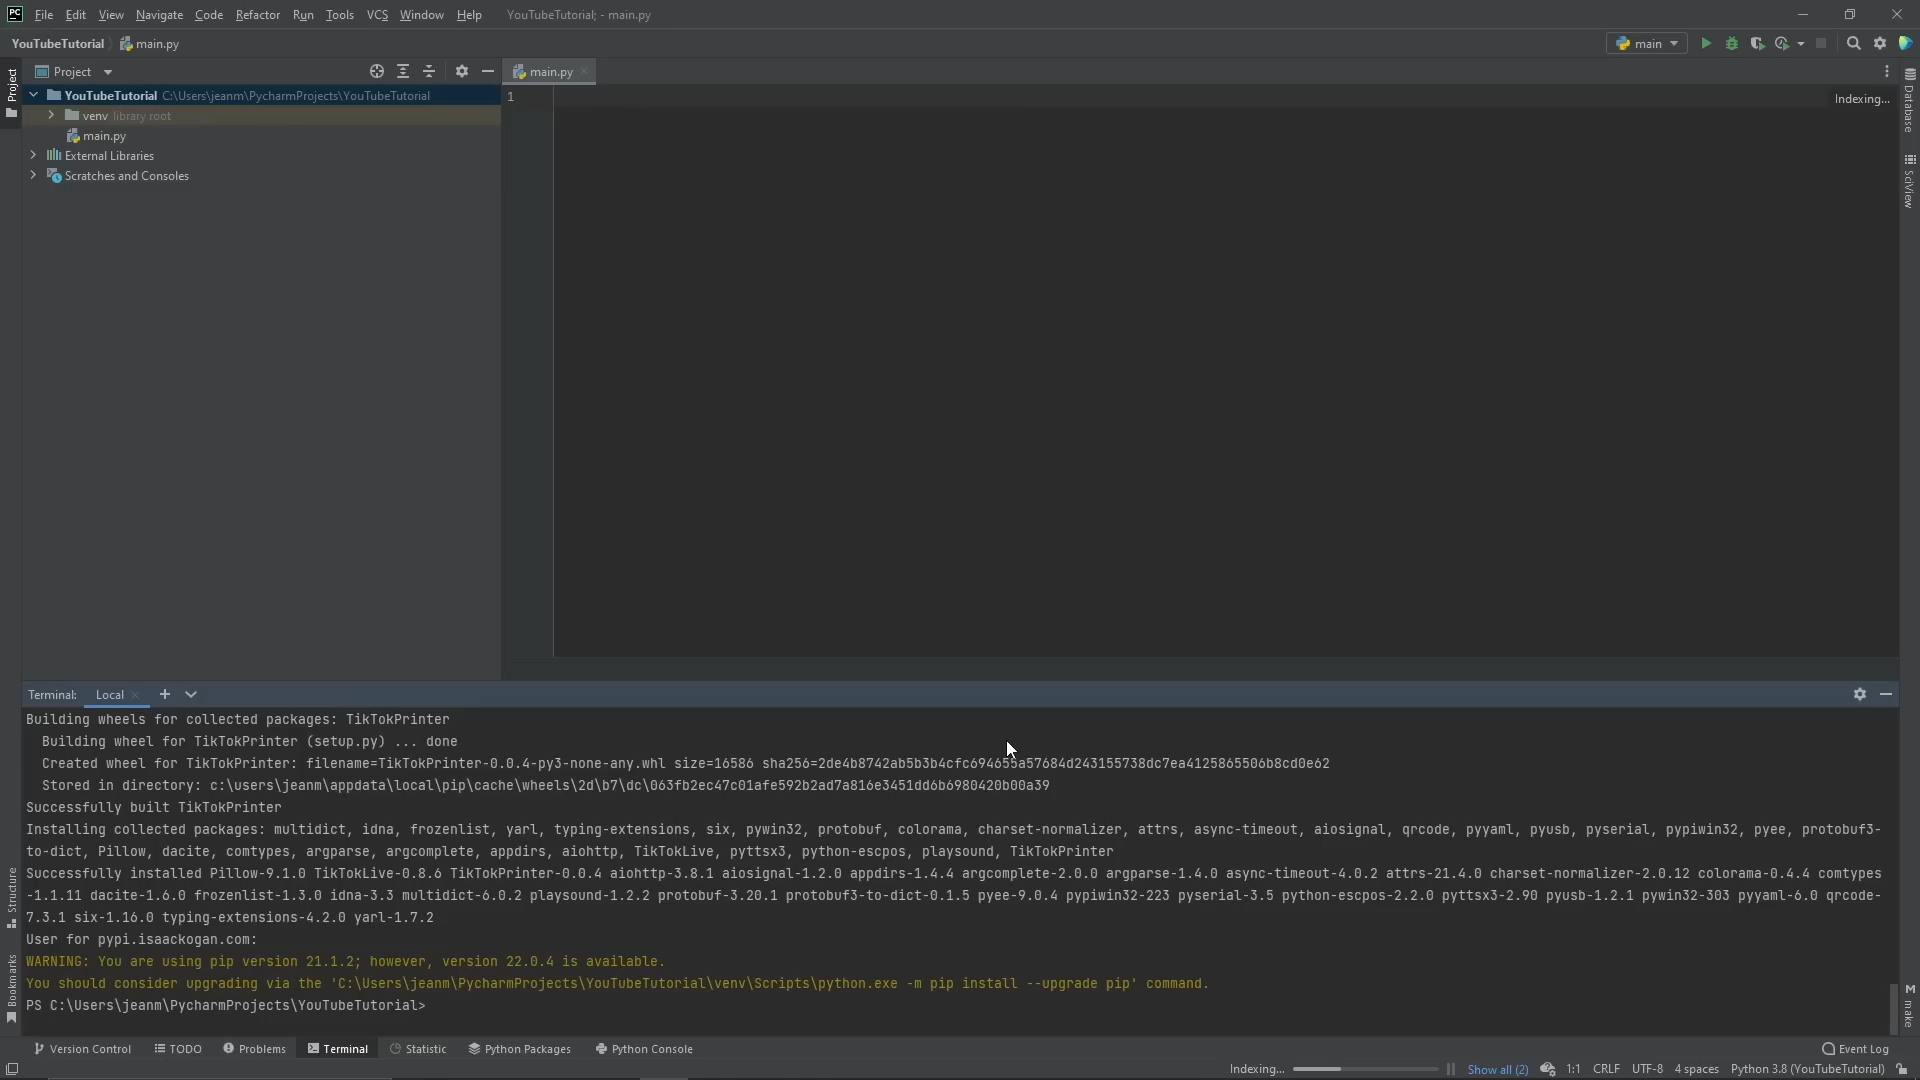 PC File Edit View Navigate Code Refactor Run Tools VCS Window Help YouTubeTutorial; - main.py
YouTubeTutorial main.py main
Project main.py
Project
1
YouTubeTutorial C:\Users\jeanm\PycharmProjects\YouTubeTutorial
Indexing...
venv library root
main.py
External Libraries
Scratches and Consoles
Database
SciView
Terminal: Local
Building wheels for collected packages: TikTokPrinter
Building wheel for TikTokPrinter (setup.py) ... done
Created wheel for TikTokPrinter: filename=TikTokPrinter-0.0.4-py3-none-any.whl size=16586 sha256=2de4b8742ab5b3b4cfc694655a57684d243155738dc7ea4125865506b8cd0e62
Stored in directory: c:\users\jeanm\appdata\local\pip\cache\wheels\2d\b7\dc\063fb2ec47c01afe592b2ad7a816e3451dd6b6980420b00a39
Successfully built TikTokPrinter
Installing collected packages: multidict, idna, frozenlist, yarl, typing-extensions, six, pywin32, protobuf, colorama, charset-normalizer, attrs, async-timeout, aiosignal, qrcode, pyyaml, pyusb, pyserial, pypiwin32, pyee, protobuf3-
to-dict, Pillow, dacite, comtypes, argparse, argcomplete, appdirs, aiohttp, TikTokLive, pyttsx3, python-escpos, playsound, TikTokPrinter
Successfully installed Pillow-9.1.0 TikTokLive-0.8.6 TikTokPrinter-0.0.4 aiohttp-3.8.1 aiosignal-1.2.0 appdirs-1.4.4 argcomplete-2.0.0 argparse-1.4.0 async-timeout-4.0.2 attrs-21.4.0 charset-normalizer-2.0.12 colorama-0.4.4 comtypes
-1.1.11 dacite-1.6.0 frozenlist-1.3.0 idna-3.3 multidict-6.0.2 playsound-1.2.2 protobuf-3.20.1 protobuf3-to-dict-0.1.5 pyee-9.0.4 pypiwin32-223 pyserial-3.5 python-escpos-2.2.0 pyttsx3-2.90 pyusb-1.2.1 pywin32-303 pyyaml-6.0 qrcode-
7.3.1 six-1.16.0 typing-extensions-4.2.0 yarl-1.7.2
User for pypi.isaackogan.com:
WARNING: You are using pip version 21.1.2; however, version 22.0.4 is available.
You should consider upgrading via the 'C:\Users\jeanm\PycharmProjects\YouTubeTutorial\venv\Scripts\python.exe -m pip install --upgrade pip' command.
PS C:\Users\jeanm\PycharmProjects\YouTubeTutorial>
Structure
Bookmarks
M make
Version Control TODO Problems Terminal Statistic Python Packages Python Console Event Log
Indexing... Show all (2) 1:1 CRLF UTF-8 4 spaces Python 3.8 (YouTubeTutorial)